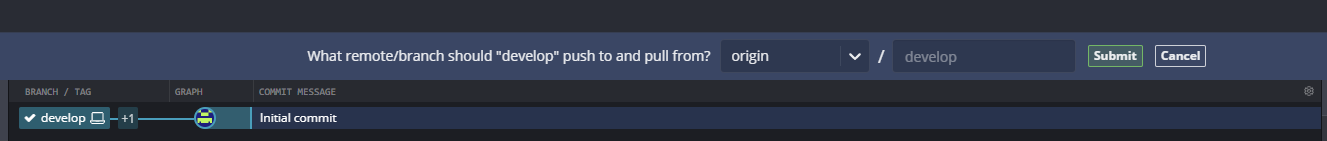 What remote/branch should "develop" push to and pull from? origin / develop Submit Cancel
BRANCH / TAG GRAPH COMMIT MESSAGE
develop +1 Initial commit